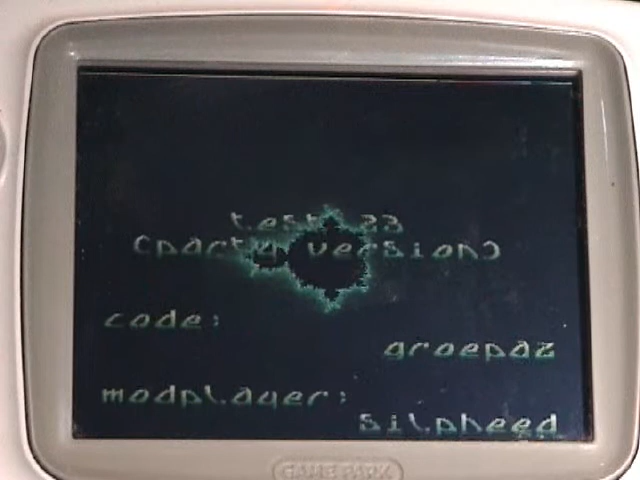 test 23
(party version)
code:
groepaz
modplayer:
silpheed
GAME PARK